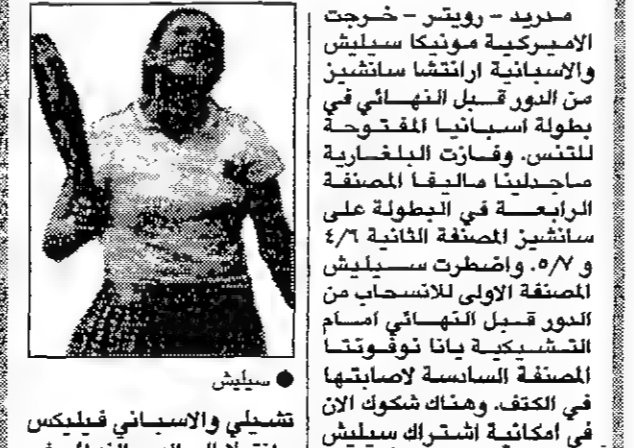 مدريد - رويتر - خرجت
الاميركية مونيكا سيليش
والاسبانية ارانتشا سانشيز
من الدور قبل النهائي في
بطولة اسبانيا المفتوحة
للتنس. وفازت البلغارية
ماجدلينا ماليفا المصنفة
الرابعة في البطولة على
سانشيز المصنفة الثانية ٤/٦
و ٥/٧. واضطرت سيليش
المصنفة الاولى للانسحاب من
الدور قبل النهائي امام
التشيكية يانا نوفوتنا
المصنفة السادسة لاصابتها
في الكتف. وهناك شكوك الان
في امكانية اشتراك سيليش
● سيليش
تشيلي والاسباني فيليكس